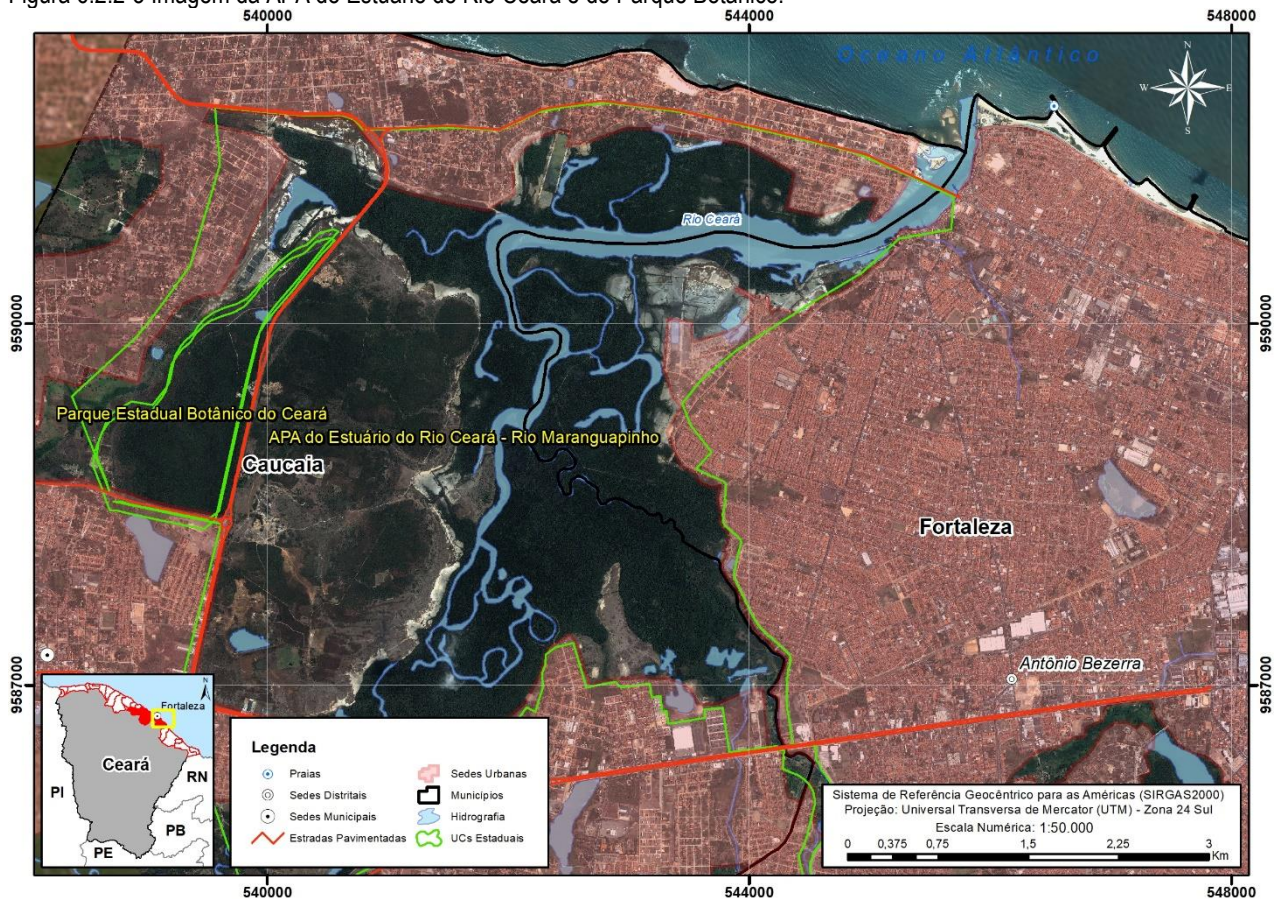 Figura 6.2.2-3 Imagem da APA do Estuário do Rio Ceará e do Parque Botânico.
540000
544000
548000
Oceano Atlântico
N
W
E
S
Rio Ceará
9590000
9590000
Parque Estadual Botânico do Ceará
APA do Estuário do Rio Ceará - Rio Maranguapinho
Caucaia
Fortaleza
Antônio Bezerra
9587000
9587000
N
Fortaleza
Ceará
RN
PI
PB
PE
Legenda
Praias
Sedes Distritais
Sedes Municipais
Estradas Pavimentadas
Sedes Urbanas
Municípios
Hidrografia
UCs Estaduais
Sistema de Referência Geocêntrico para as Américas (SIRGAS2000)
Projeção: Universal Transversa de Mercator (UTM) - Zona 24 Sul
Escala Numérica: 1:50.000
0 0,375 0,75 1,5 2,25 3
Km
540000
544000
548000